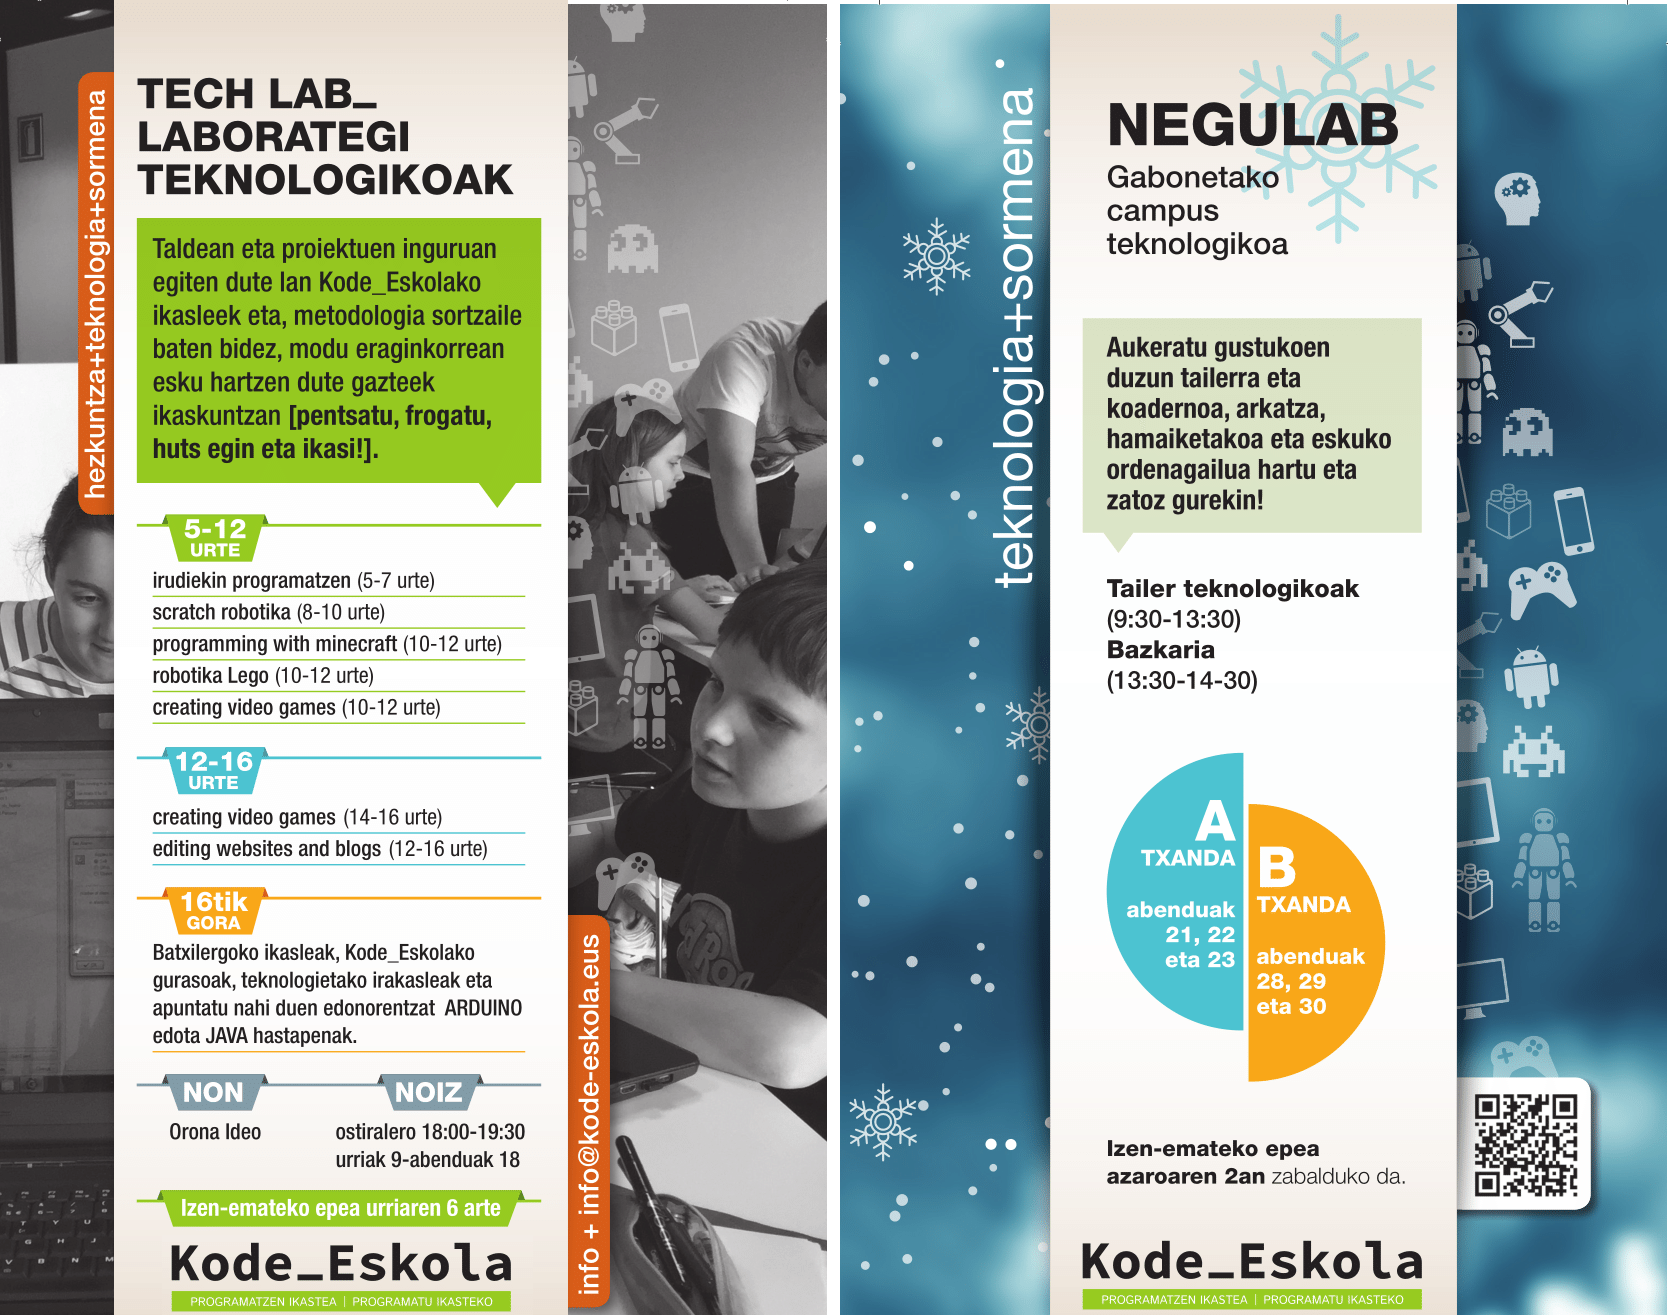 hezkuntza+teknologia+sormena
TECH LAB_
LABORATEGI
TEKNOLOGIKOAK
Taldean eta proiektuen inguruan
egiten dute lan Kode_Eskolako
ikasleek eta, metodologia sortzaile
baten bidez, modu eraginkorrean
esku hartzen dute gazteek
ikaskuntzan [pentsatu, frogatu,
huts egin eta ikasi!].
5-12
URTE
irudiekin programatzen (5-7 urte)
scratch robotika (8-10 urte)
programming with minecraft (10-12 urte)
robotika Lego (10-12 urte)
creating video games (10-12 urte)
12-16
URTE
creating video games (14-16 urte)
editing websites and blogs (12-16 urte)
16tik
GORA
Batxilergoko ikasleak, Kode_Eskolako
gurasoak, teknologietako irakasleak eta
apuntatu nahi duen edonorentzat ARDUINO
edota JAVA hastapenak.
NON
Orona Ideo
NOIZ
ostiralero 18:00-19:30
urriak 9-abenduak 18
Izen-emateko epea urriaren 6 arte
Kode_Eskola
PROGRAMATZEN IKASTEA | PROGRAMATU IKASTEKO
info + info@kode-eskola.eus
teknologia+sormena
NEGULAB
Gabonetako
campus
teknologikoa
Aukeratu gustukoen
duzun tailerra eta
koadernoa, arkatza,
hamaiketakoa eta eskuko
ordenagailua hartu eta
zatoz gurekin!
Tailer teknologikoak
(9:30-13:30)
Bazkaria
(13:30-14-30)
A
TXANDA
abenduak
21, 22
eta 23
B
TXANDA
abenduak
28, 29
eta 30
Izen-emateko epea
azaroaren 2an zabalduko da.
Kode_Eskola
PROGRAMATZEN IKASTEA | PROGRAMATU IKASTEKO